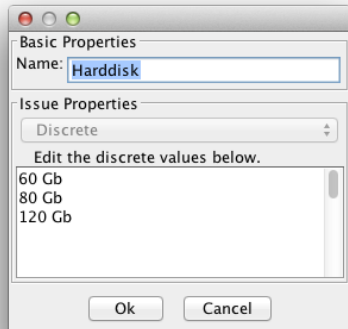 Basic Properties
Name: Harddisk
Issue Properties
Discrete
Edit the discrete values below.
60 Gb
80 Gb
120 Gb
Ok Cancel